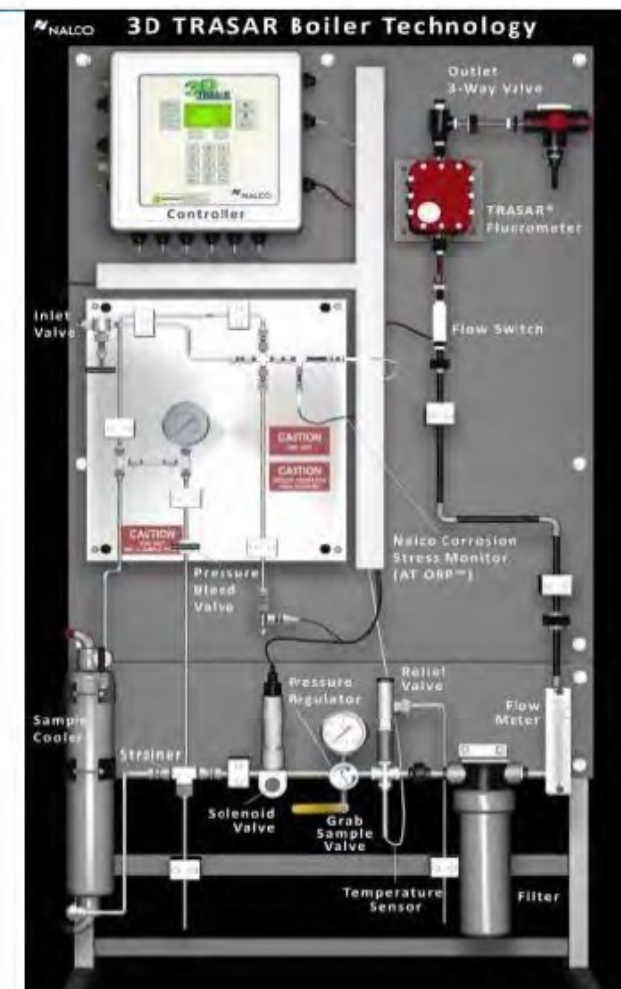 NALCO 3D TRASAR Boiler Technology
Outlet
3-Way Valve
3D
TRASAR
NALCO
Controller
TRASAR®
Fluorometer
Inlet
Valve
Flow Switch
CAUTION
CAUTION
CAUTION
Nalco Corrosion
Stress Monitor
(AT ORP™)
Pressure
Bleed
Valve
Pressure
Regulator
Relief
Valve
Flow
Meter
Sample
Cooler
Strainer
Solenoid
Valve
Grab
Sample
Valve
Temperature
Sensor
Filter